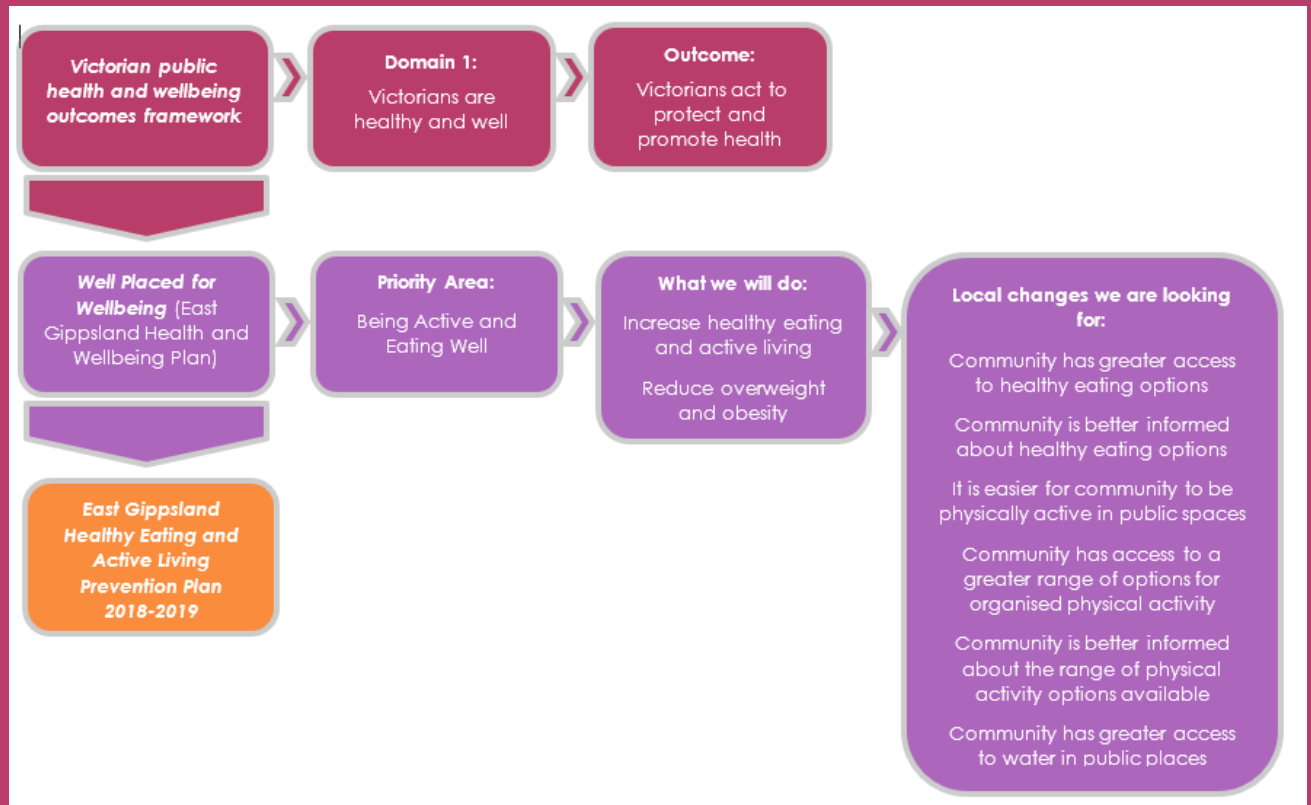 Victorian public
health and wellbeing
outcomes framework
Domain 1:
Victorians are
healthy and well
Outcome:
Victorians act to
protect and
promote health
Well Placed for
Wellbeing (East
Gippsland Health and
Wellbeing Plan)
Priority Area:
Being Active and
Eating Well
What we will do:
Increase healthy eating
and active living
Reduce overweight
and obesity
Local changes we are looking
for:
Community has greater access
to healthy eating options
Community is better informed
about healthy eating options
It is easier for community to be
physically active in public spaces
Community has access to a
greater range of options for
organised physical activity
Community is better informed
about the range of physical
activity options available
Community has greater access
to water in public places
East Gippsland
Healthy Eating and
Active Living
Prevention Plan
2018-2019